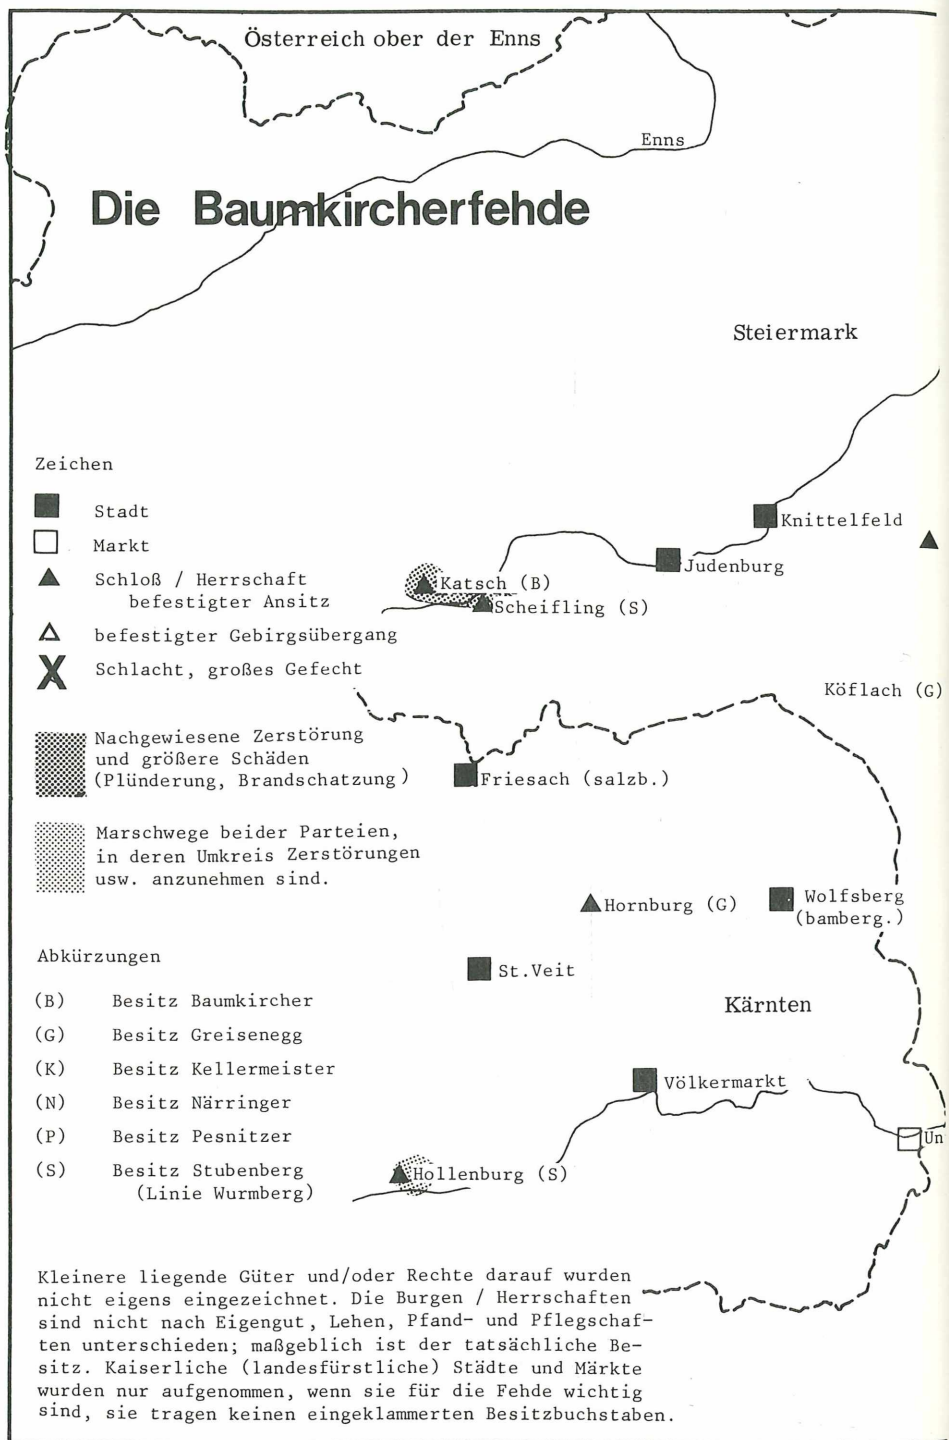 Österreich ober der Enns
Enns
Die Baumkircherfehde
Steiermark
Zeichen
Stadt
Markt
Schloß / Herrschaft
befestigter Ansitz
befestigter Gebirgsübergang
Schlacht, großes Gefecht
Nachgewiesene Zerstörung
und größere Schäden
(Plünderung, Brandschatzung)
Marschwege beider Parteien,
in deren Umkreis Zerstörungen
usw. anzunehmen sind.
Knittelfeld
Judenburg
Katsch (B)
Scheifling (S)
Köflach (G)
Friesach (salzb.)
Hornburg (G)
Wolfsberg
(bamberg.)
St.Veit
Kärnten
Völkermarkt
Un
Hollenburg (S)
Abkürzungen
(B) Besitz Baumkircher
(G) Besitz Greisenegg
(K) Besitz Kellermeister
(N) Besitz Närringer
(P) Besitz Pesnitzer
(S) Besitz Stubenberg
(Linie Wurmberg)
Kleinere liegende Güter und/oder Rechte darauf wurden
nicht eigens eingezeichnet. Die Burgen / Herrschaften
sind nicht nach Eigengut, Lehen, Pfand- und Pflegschaf-
ten unterschieden; maßgeblich ist der tatsächliche Be-
sitz. Kaiserliche (landesfürstliche) Städte und Märkte
wurden nur aufgenommen, wenn sie für die Fehde wichtig
sind, sie tragen keinen eingeklammerten Besitzbuchstaben.